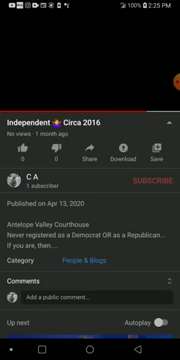 100% 2:25 PM
Independent 🤷‍♀️ Circa 2016
No views · 1 month ago
0 0 Share Download Save
C A
SUBSCRIBE
1 subscriber
Published on Apr 13, 2020
Antelope Valley Courthouse
Never registered as a Democrat OR as a Republican...
If you are, then....
Category People & Blogs
Comments
Add a public comment...
Up next Autoplay